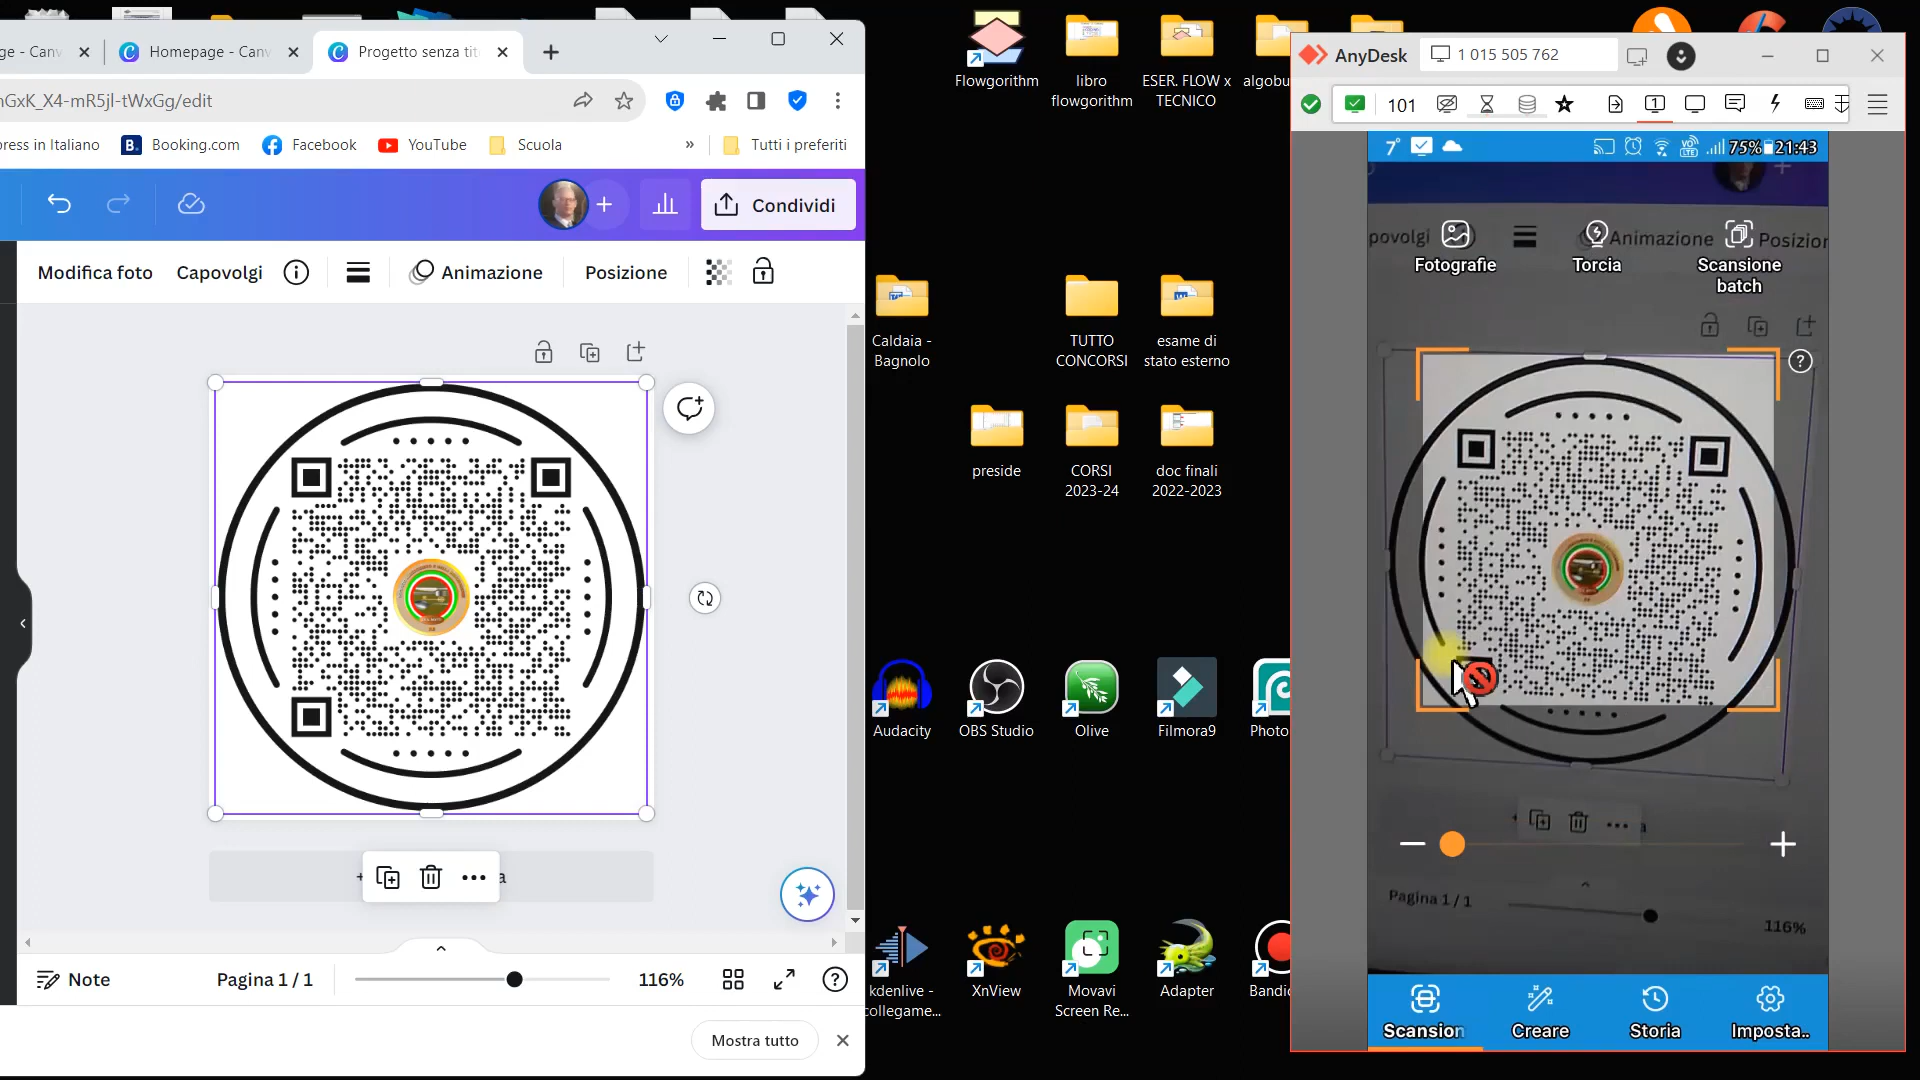 ge - Canv
Homepage - Canv
Progetto senza tit
nGxK_X4-mR5jl-tWxGg/edit
press in Italiano
B.
Booking.com
Facebook
YouTube
Scuola
»
Tutti i preferiti
Condividi
Modifica foto
Capovolgi
Animazione
Posizione
Note
Pagina 1 / 1
116%
Mostra tutto
Flowgorithm
libro
flowgorithm
ESER. FLOW x
TECNICO
algobu
Caldaia -
Bagnolo
TUTTO
CONCORSI
esame di
stato esterno
preside
CORSI
2023-24
doc finali
2022-2023
Audacity
OBS Studio
Olive
Filmora9
Photo
kdenlive -
collegame...
XnView
Movavi
Screen Re...
Adapter
Bandic
AnyDesk
1 015 505 762
101
7°
75%
21:43
povolgi
Animazione
Posizion
Fotografie
Torcia
Scansione
batch
Pagina 1 / 1
116%
Scansion
Creare
Storia
Imposta..